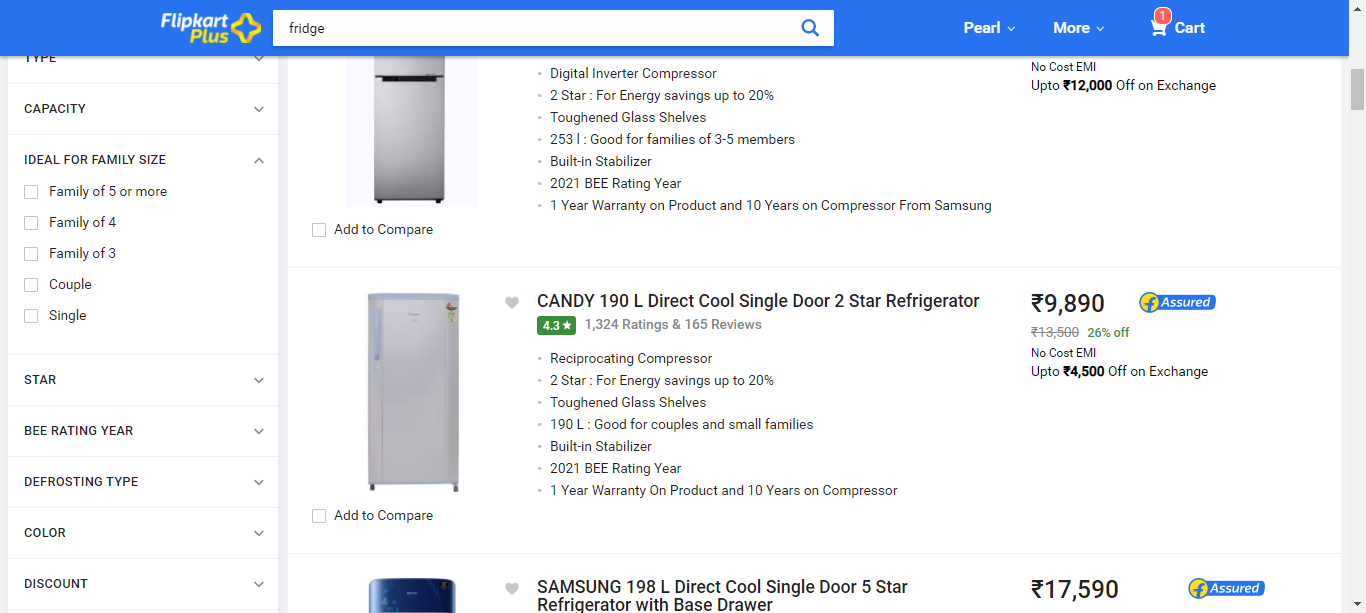 Flipkart
Plus
fridge
Pearl
More
1
Cart
TYPE
CAPACITY
IDEAL FOR FAMILY SIZE
Family of 5 or more
Family of 4
Family of 3
Couple
Single
STAR
BEE RATING YEAR
DEFROSTING TYPE
COLOR
DISCOUNT
Digital Inverter Compressor
2 Star : For Energy savings up to 20%
Toughened Glass Shelves
253 l : Good for families of 3-5 members
Built-in Stabilizer
2021 BEE Rating Year
1 Year Warranty on Product and 10 Years on Compressor From Samsung
No Cost EMI
Upto ₹12,000 Off on Exchange
Add to Compare
CANDY 190 L Direct Cool Single Door 2 Star Refrigerator
4.3 ★ 1,324 Ratings & 165 Reviews
Reciprocating Compressor
2 Star : For Energy savings up to 20%
Toughened Glass Shelves
190 L : Good for couples and small families
Built-in Stabilizer
2021 BEE Rating Year
1 Year Warranty On Product and 10 Years on Compressor
₹9,890
Assured
₹13,500 26% off
No Cost EMI
Upto ₹4,500 Off on Exchange
Add to Compare
SAMSUNG 198 L Direct Cool Single Door 5 Star
Refrigerator with Base Drawer
₹17,590
Assured